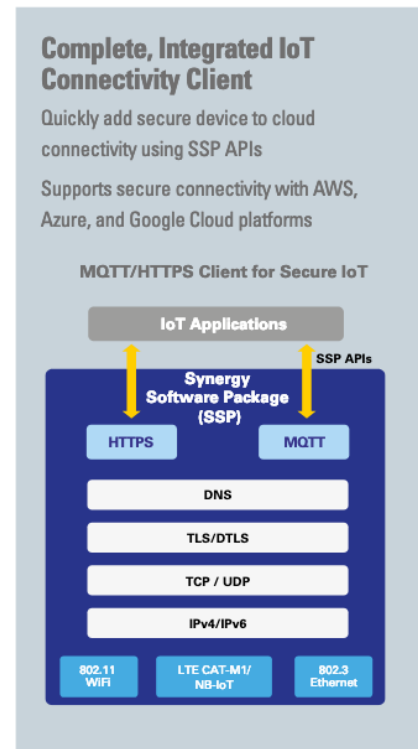 Complete, Integrated IoT
Connectivity Client
Quickly add secure device to cloud
connectivity using SSP APIs
Supports secure connectivity with AWS,
Azure, and Google Cloud platforms
MQTT/HTTPS Client for Secure IoT
IoT Applications
SSP APIs
Synergy
Software Package
(SSP)
HTTPS
MQTT
DNS
TLS/DTLS
TCP / UDP
IPv4/IPv6
802.11
WiFi
LTE CAT-M1/
NB-IoT
802.3
Ethernet